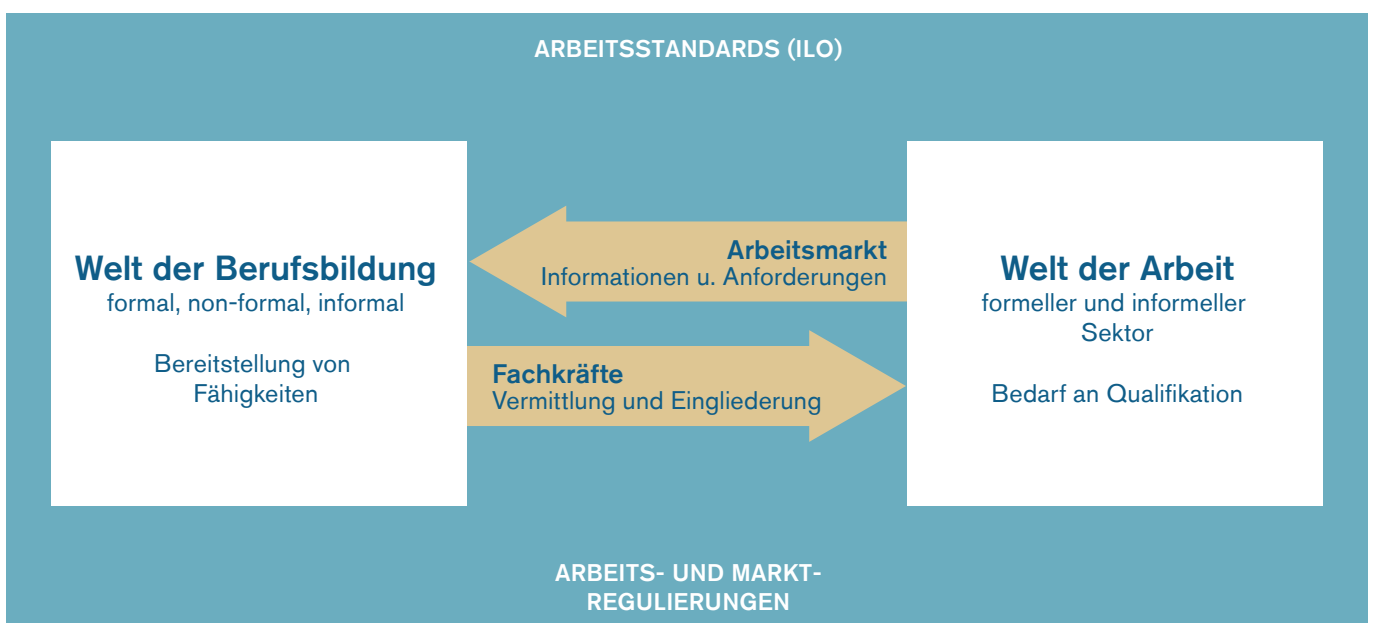 ARBEITSSTANDARDS (ILO)
Welt der Berufsbildung
formal, non-formal, informal
Bereitstellung von
Fähigkeiten
Arbeitsmarkt
Informationen u. Anforderungen
Fachkräfte
Vermittlung und Eingliederung
Welt der Arbeit
formeller und informeller
Sektor
Bedarf an Qualifikation
ARBEITS- UND MARKT-
REGULIERUNGEN